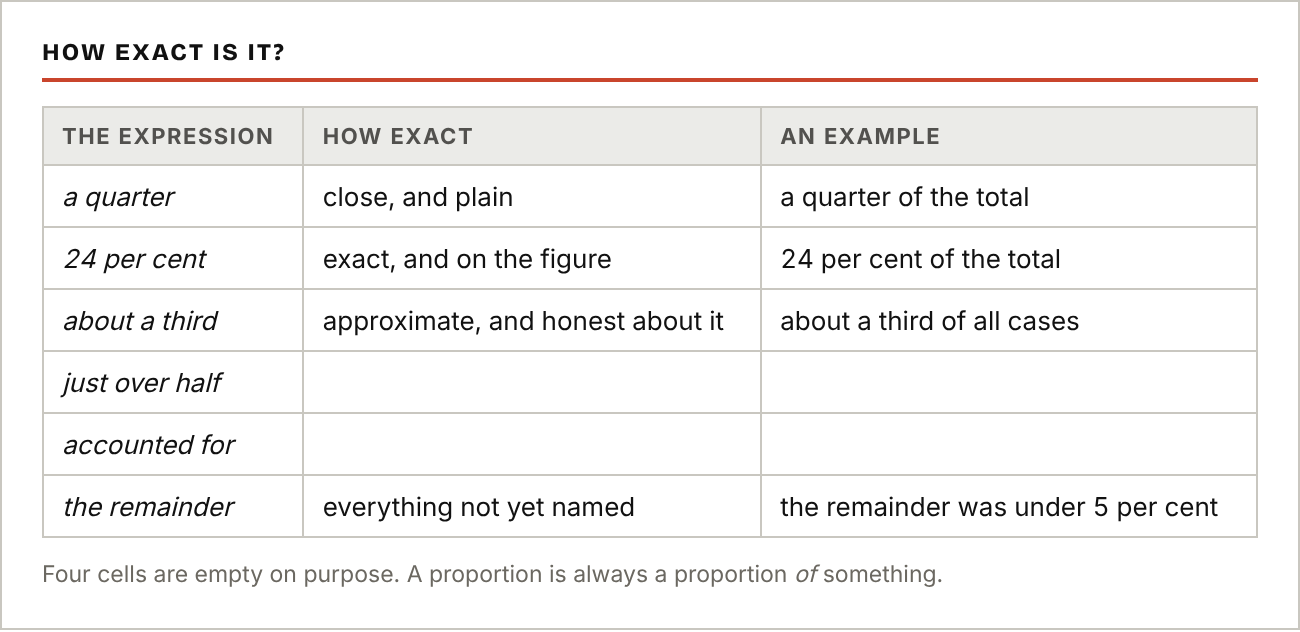 HOW EXACT IS IT?
THE EXPRESSION HOW EXACT AN EXAMPLE
a quarter close, and plain a quarter of the total
24 per cent exact, and on the figure 24 per cent of the total
about a third approximate, and honest about it about a third of all cases
just over half
accounted for
the remainder everything not yet named the remainder was under 5 per cent
Four cells are empty on purpose. A proportion is always a proportion of something.